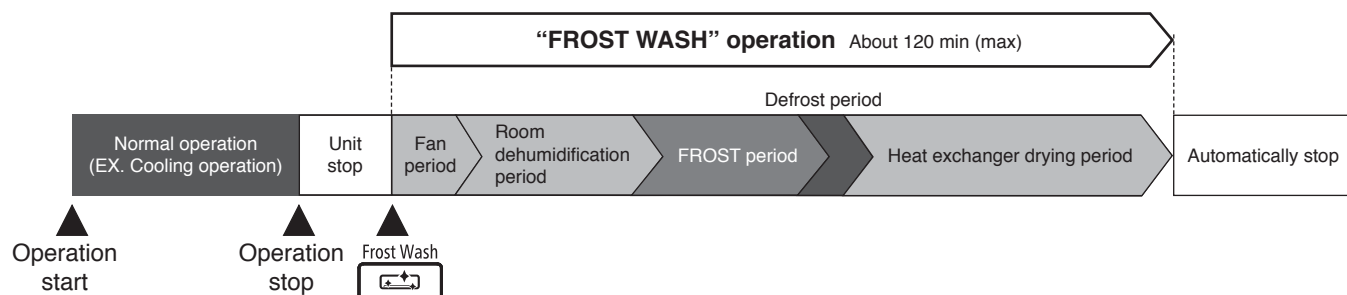 “FROST WASH” operation About 120 min (max)
Defrost period
Normal operation
(EX. Cooling operation)
Unit
stop
Fan
period
Room
dehumidification
period
FROST period
Heat exchanger drying period
Automatically stop
Operation
start
Operation
stop
Frost Wash